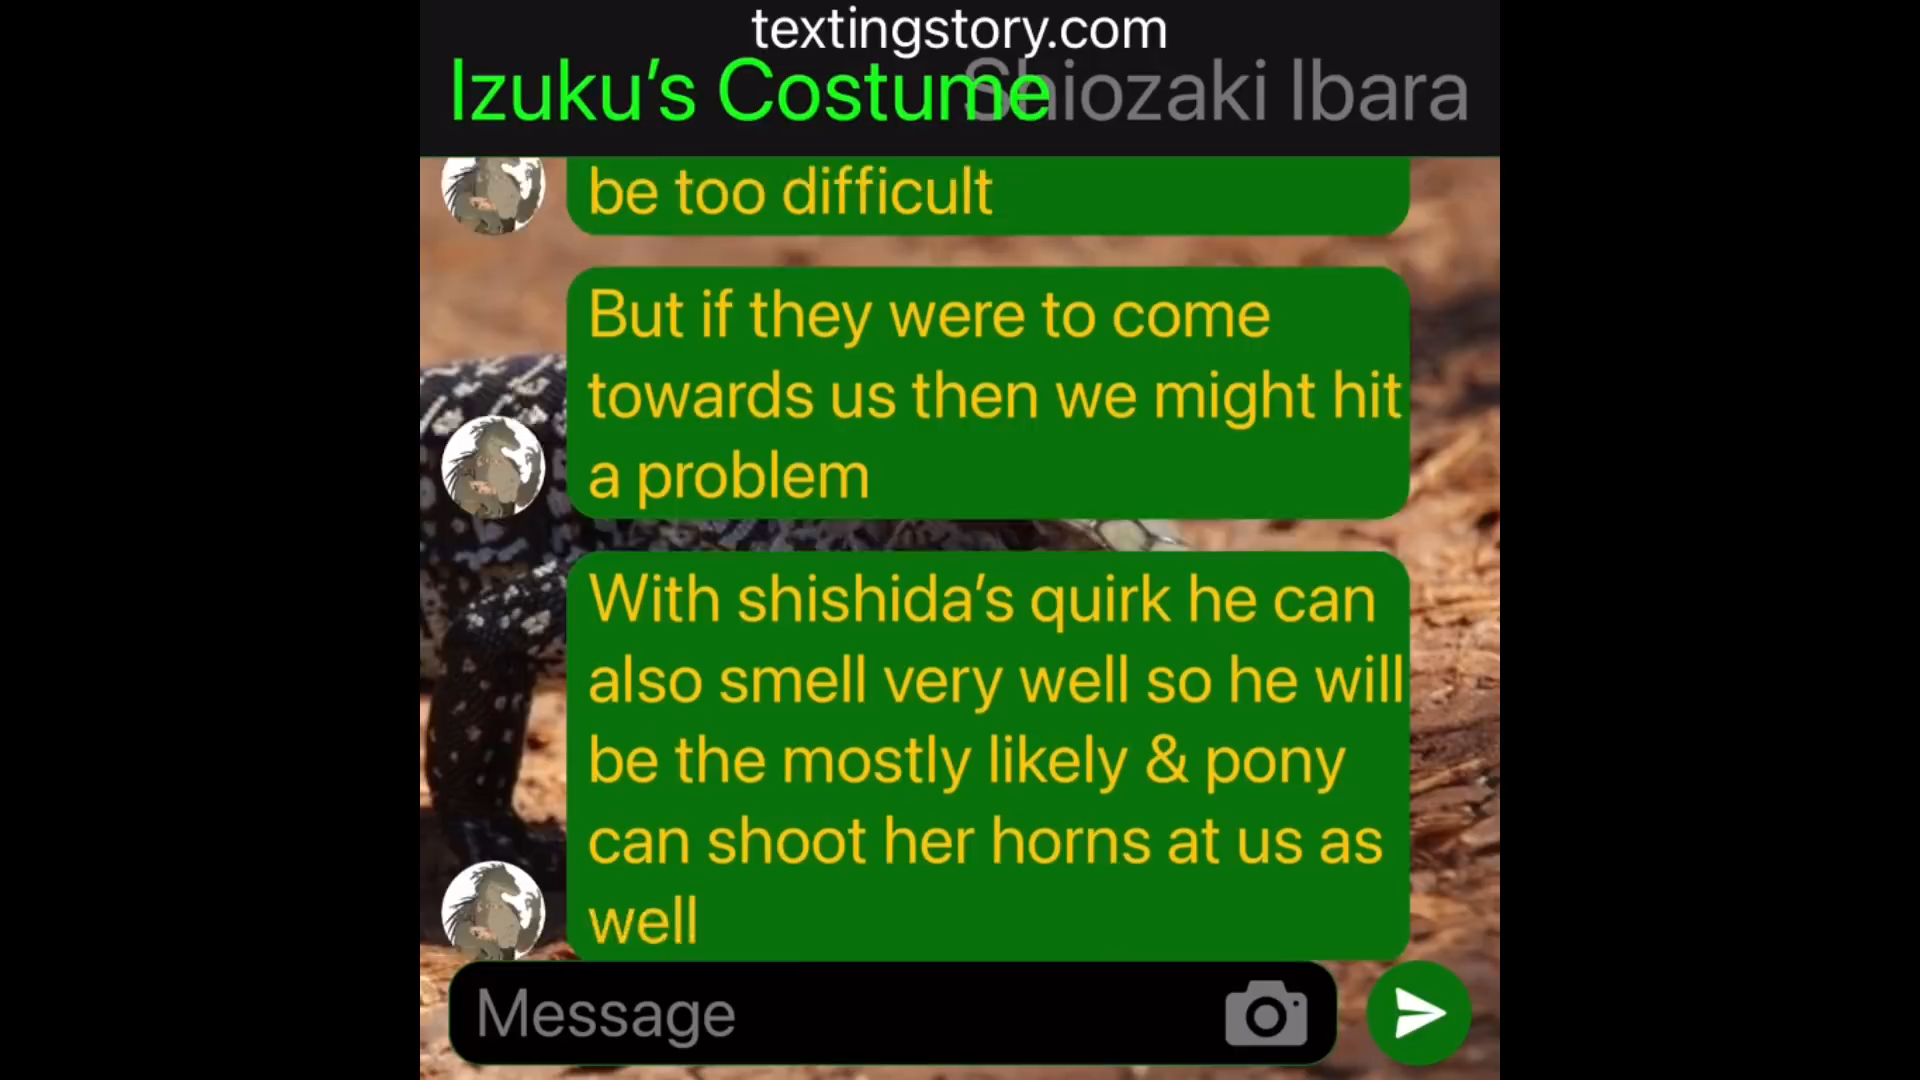 textingstory.com
Izuku’s Costume
Shiozaki Ibara
be too difficult
But if they were to come
towards us then we might hit
a problem
With shishida’s quirk he can
also smell very well so he will
be the mostly likely & pony
can shoot her horns at us as
well
Message